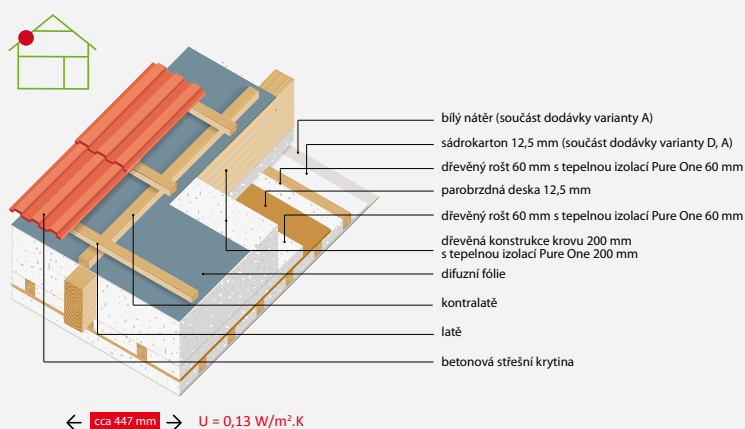 bílý nátěr (součást dodávky varianty A)
sádrokarton 12,5 mm (součást dodávky varianty D, A)
dřevěný rošt 60 mm s tepelnou izolací Pure One 60 mm
parobrzdná deska 12,5 mm
dřevěný rošt 60 mm s tepelnou izolací Pure One 60 mm
dřevěná konstrukce krovu 200 mm
s tepelnou izolací Pure One 200 mm
difuzní fólie
kontralatě
latě
betonová střešní krytina
cca 447 mm U = 0,13 W/m².K